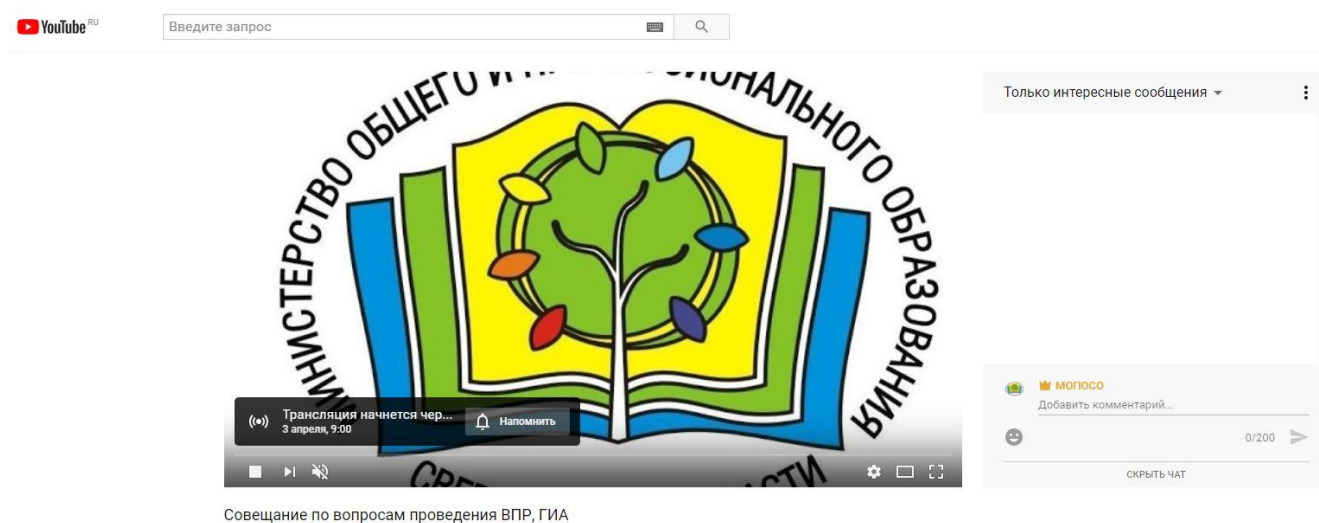 YouTube RU
Введите запрос
МИНИСТЕРСТВО ОБЩЕГО И ОБРАЗОВАНИЯ
Трансляция начнется чер...
3 апреля, 9:00
Напомнить
Совещание по вопросам проведения ВПР, ГИА
Только интересные сообщения
МОПОСО
Добавить комментарий...
0/200
СКРЫТЬ ЧАТ